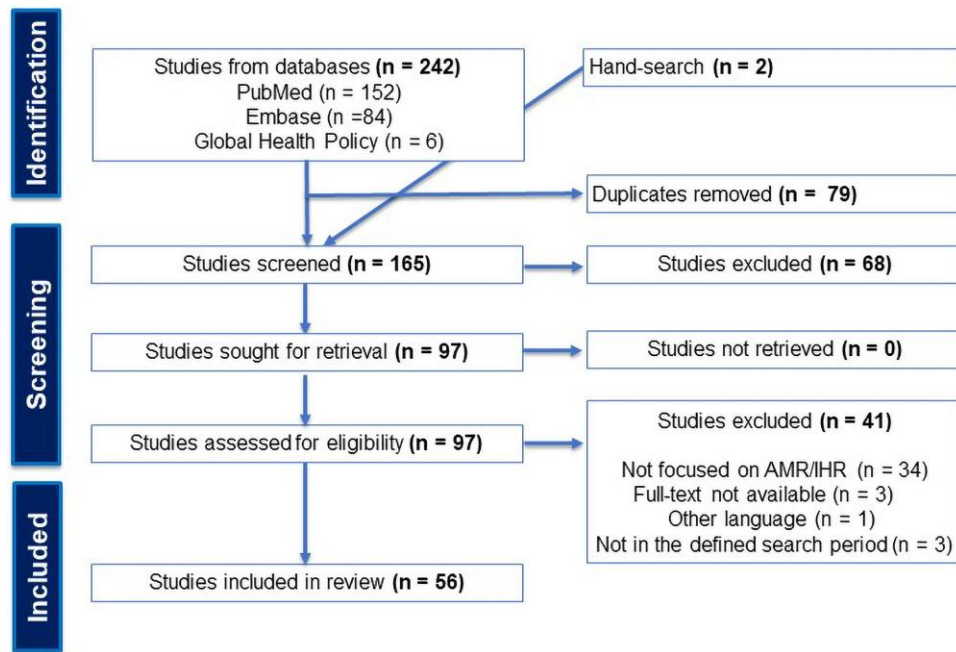 Identification
Studies from databases (n = 242)
PubMed (n = 152)
Embase (n =84)
Global Health Policy (n = 6)
Hand-search (n = 2)
Duplicates removed (n = 79)
Screening
Studies screened (n = 165)
Studies excluded (n = 68)
Studies sought for retrieval (n = 97)
Studies not retrieved (n = 0)
Studies assessed for eligibility (n = 97)
Studies excluded (n = 41)
Not focused on AMR/IHR (n = 34)
Full-text not available (n = 3)
Other language (n = 1)
Not in the defined search period (n = 3)
Included
Studies included in review (n = 56)